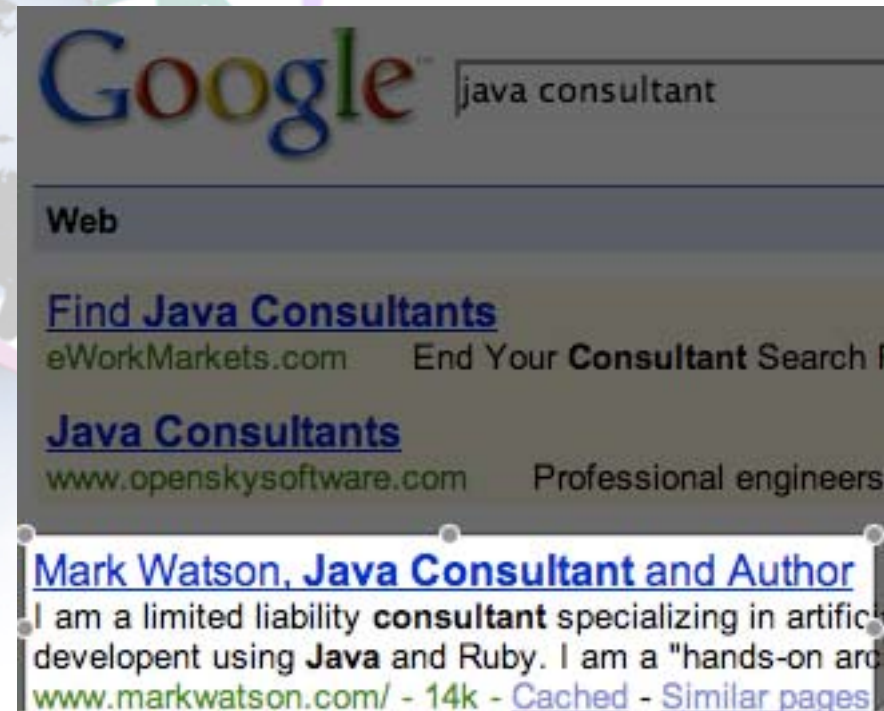 Google™
java consultant
Web
Find Java Consultants
eWorkMarkets.com End Your Consultant Search
Java Consultants
www.openskysoftware.com Professional engineers
Mark Watson, Java Consultant and Author
I am a limited liability consultant specializing in
developent using Java and Ruby. I am a "hands-on
www.markwatson.com/ - 14k - Cached - Similar pages